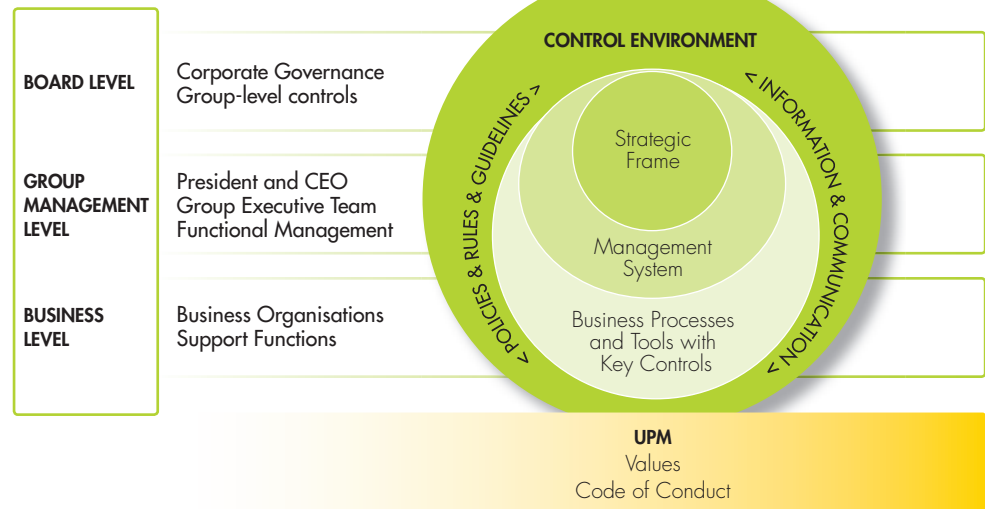 BOARD LEVEL
Corporate Governance
Group-level controls
GROUP
MANAGEMENT
LEVEL
President and CEO
Group Executive Team
Functional Management
BUSINESS
LEVEL
Business Organisations
Support Functions
CONTROL ENVIRONMENT
< POLICIES & RULES & GUIDELINES >
< INFORMATION & COMMUNICATION >
Strategic
Frame
Management
System
Business Processes
and Tools with
Key Controls
UPM
Values
Code of Conduct